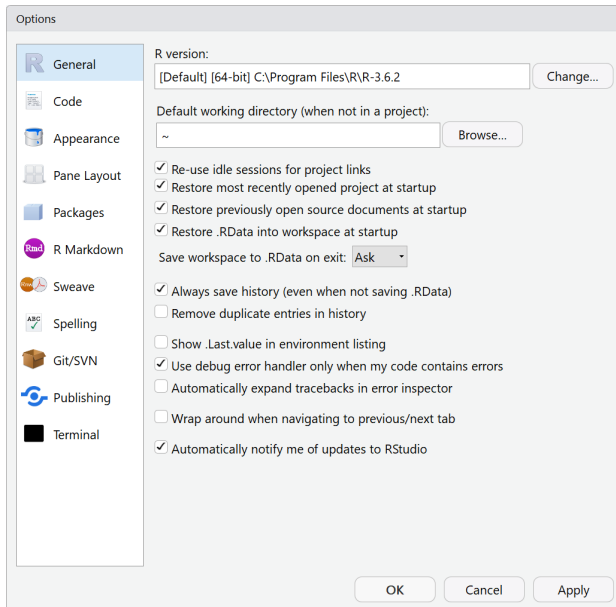 Options
General
Code
Appearance
Pane Layout
Packages
Rmd
R Markdown
Sweave
ABC
Spelling
Git/SVN
Publishing
Terminal
R version:
[Default] [64-bit] C:\Program Files\R\R-3.6.2
Change...
Default working directory (when not in a project):
~
Browse...
Re-use idle sessions for project links
Restore most recently opened project at startup
Restore previously open source documents at startup
Restore .RData into workspace at startup
Save workspace to .RData on exit: Ask
Always save history (even when not saving .RData)
Remove duplicate entries in history
Show .Last.value in environment listing
Use debug error handler only when my code contains errors
Automatically expand tracebacks in error inspector
Wrap around when navigating to previous/next tab
Automatically notify me of updates to RStudio
OK
Cancel
Apply